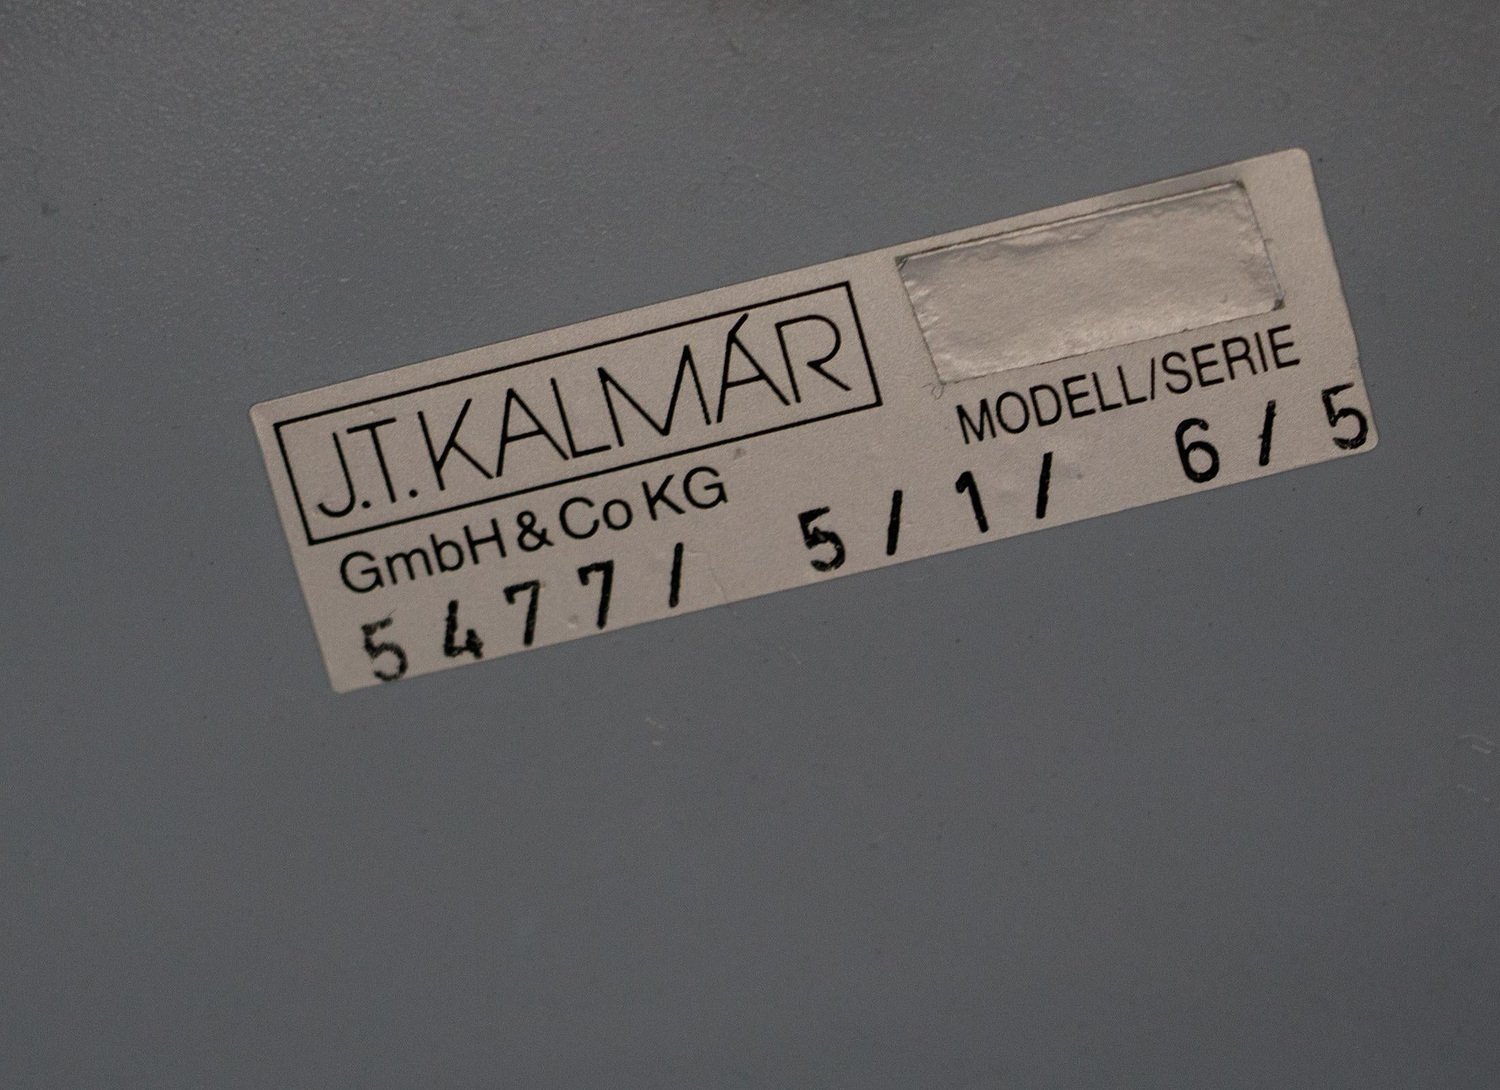 J.T. KALMÁR
GmbH & Co KG
MODELL/SERIE
5477/ 5/1/ 6/5